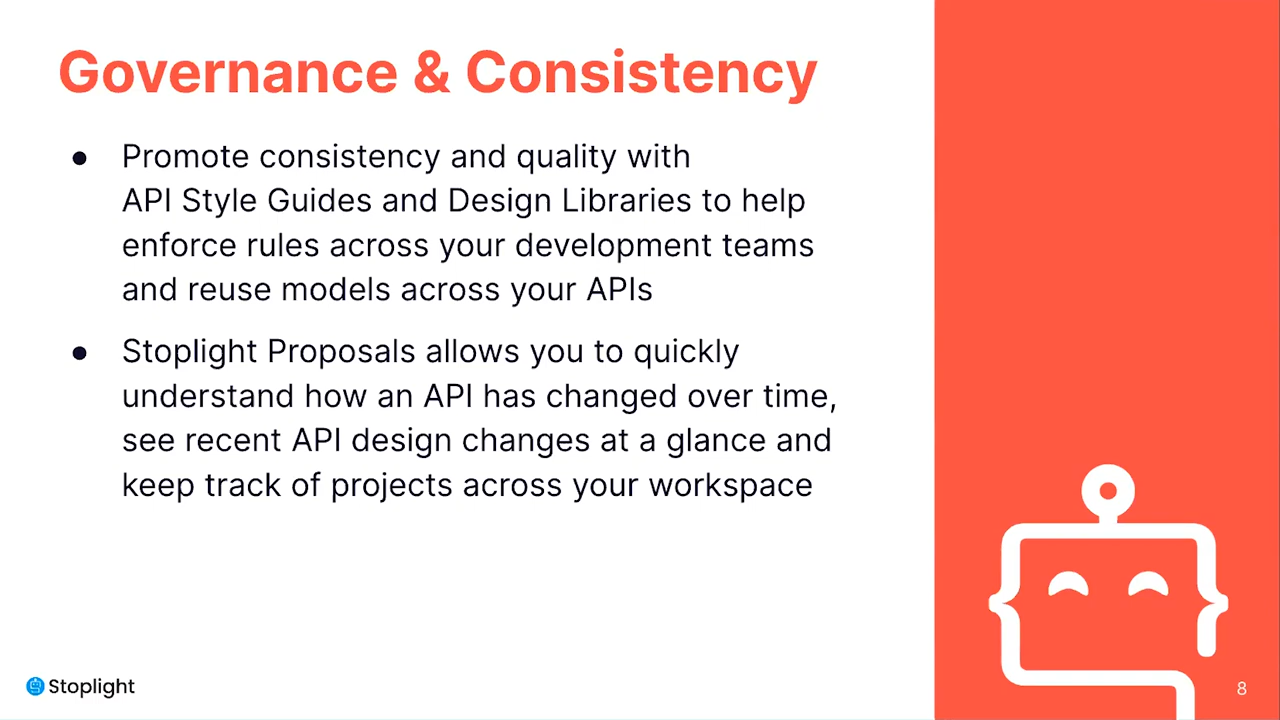 Governance & Consistency
● Promote consistency and quality with
API Style Guides and Design Libraries to help
enforce rules across your development teams
and reuse models across your APIs
● Stoplight Proposals allows you to quickly
understand how an API has changed over time,
see recent API design changes at a glance and
keep track of projects across your workspace
Stoplight
8